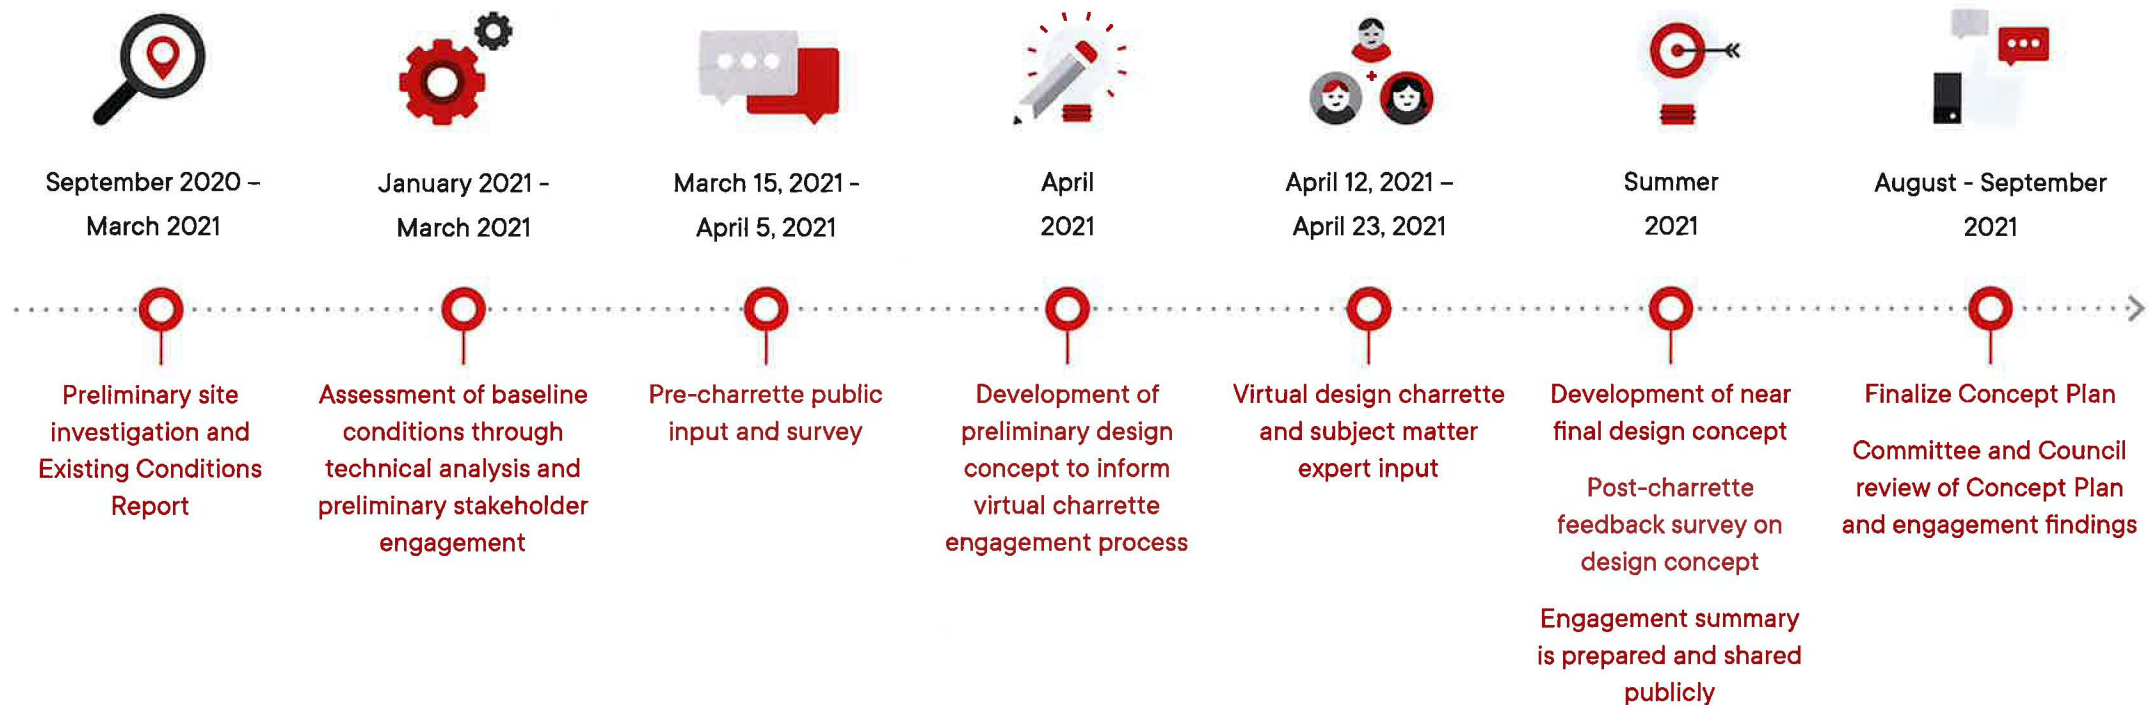 September 2020 –
March 2021
Preliminary site
investigation and
Existing Conditions
Report
January 2021 -
March 2021
Assessment of baseline
conditions through
technical analysis and
preliminary stakeholder
engagement
March 15, 2021 -
April 5, 2021
Pre-charrette public
input and survey
April
2021
Development of
preliminary design
concept to inform
virtual charrette
engagement process
April 12, 2021 –
April 23, 2021
Virtual design charrette
and subject matter
expert input
Summer
2021
Development of near
final design concept
Post-charrette
feedback survey on
design concept
Engagement summary
is prepared and shared
publicly
August - September
2021
Finalize Concept Plan
Committee and Council
review of Concept Plan
and engagement findings